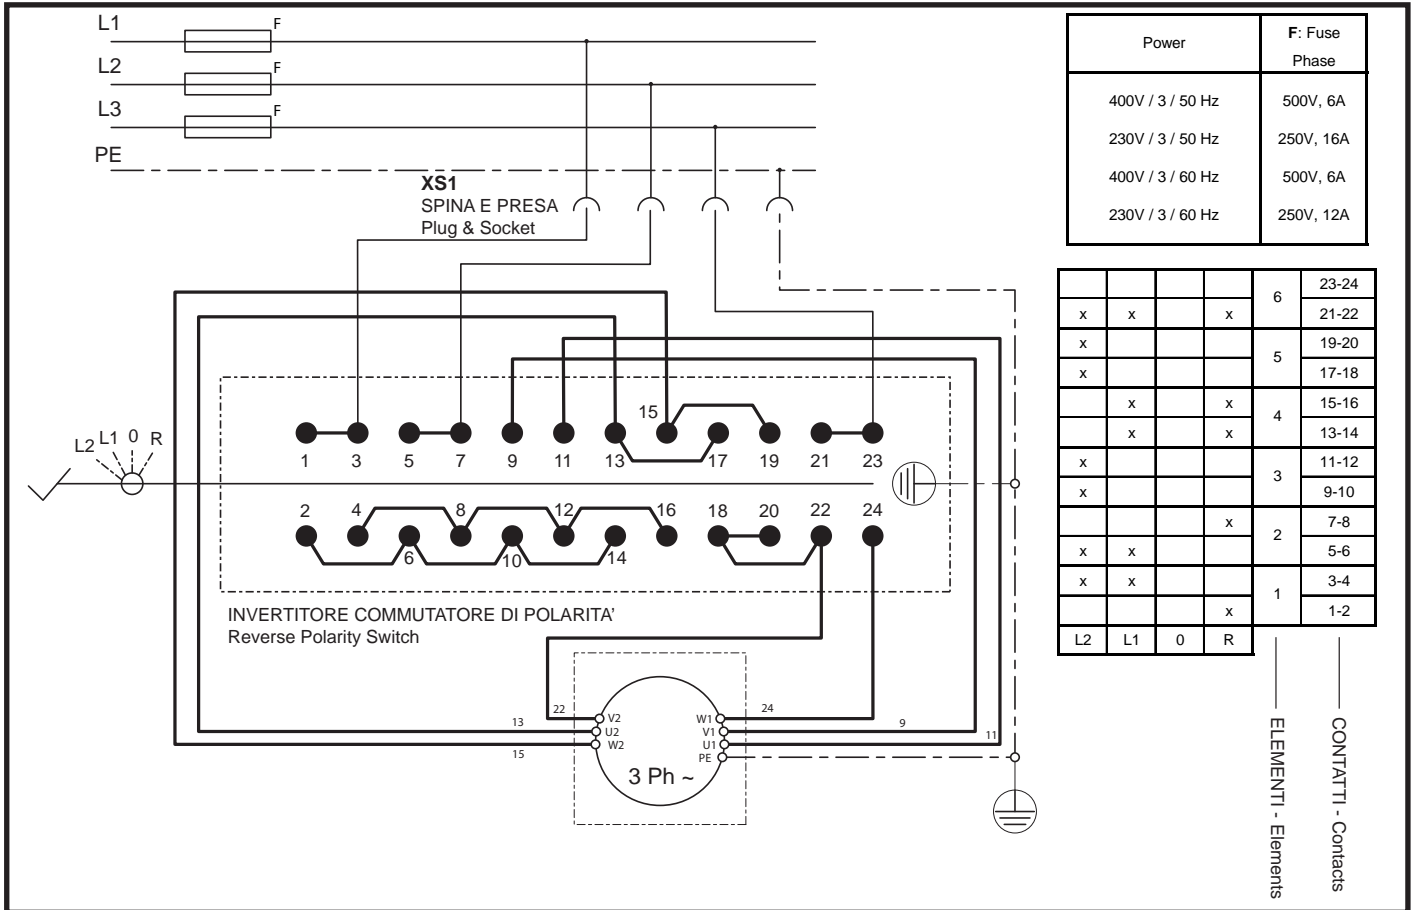 L1
F
L2
F
L3
F
PE
XS1
SPINA E PRESA
Plug & Socket
Power
F: Fuse
Phase
400V / 3 / 50 Hz
500V, 6A
230V / 3 / 50 Hz
250V, 16A
400V / 3 / 60 Hz
500V, 6A
230V / 3 / 60 Hz
250V, 12A
6
23-24
x x x 21-22
x 5 19-20
x 17-18
x x 4 15-16
x x 13-14
x 3 11-12
x 9-10
x 2 7-8
x x 5-6
x x 1 3-4
x 1-2
L2 L1 0 R
ELEMENTI - Elements
CONTATTI - Contacts
L2 L1 0 R
15
1 3 5 7 9 11 13 17 19 21 23
2 4 8 12 16 18 20 22 24
6 10 14
INVERTITORE COMMUTATORE DI POLARITA’
Reverse Polarity Switch
22 V2 W1 24
13 U2 V1 9
15 W2 U1 11
PE
3 Ph ~